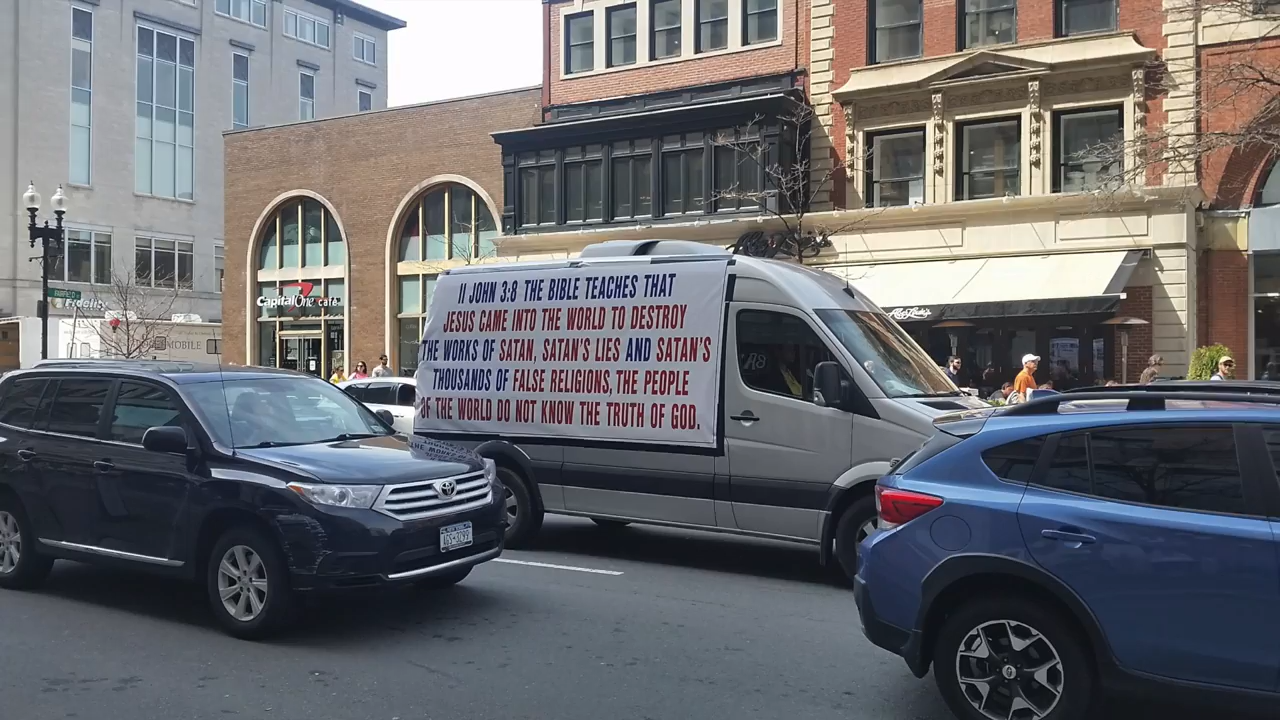 II JOHN 3:8 THE BIBLE TEACHES THAT
JESUS CAME INTO THE WORLD TO DESTROY
THE WORKS OF SATAN, SATAN'S LIES AND SATAN'S
THOUSANDS OF FALSE RELIGIONS, THE PEOPLE
OF THE WORLD DO NOT KNOW THE TRUTH OF GOD.
Capital One café
Fidelity
FAIRFIELD
MOBILE